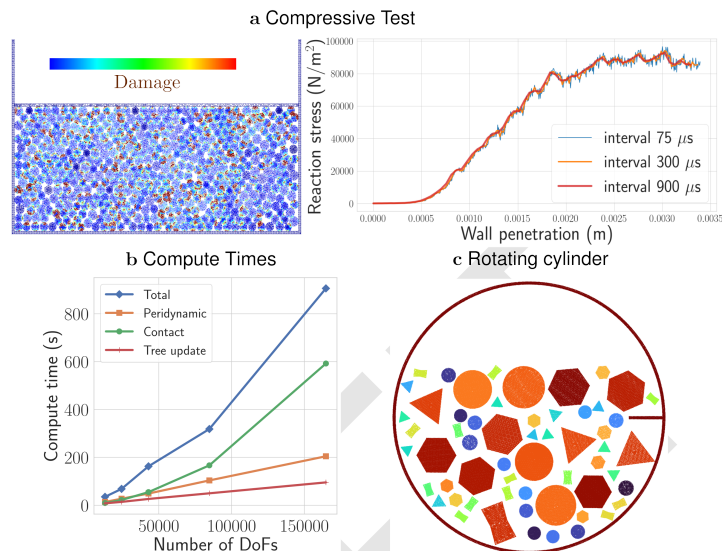 a Compressive Test
Damage
Reaction stress (N/m²)
100000
80000
60000
40000
20000
0
interval 75 μs
interval 300 μs
interval 900 μs
0.0000 0.0005 0.0010 0.0015 0.0020 0.0025 0.0030 0.0035
Wall penetration (m)
b Compute Times
Compute time (s)
800
600
400
200
0
Total
Peridynamic
Contact
Tree update
50000 100000 150000
Number of DoFs
c Rotating cylinder